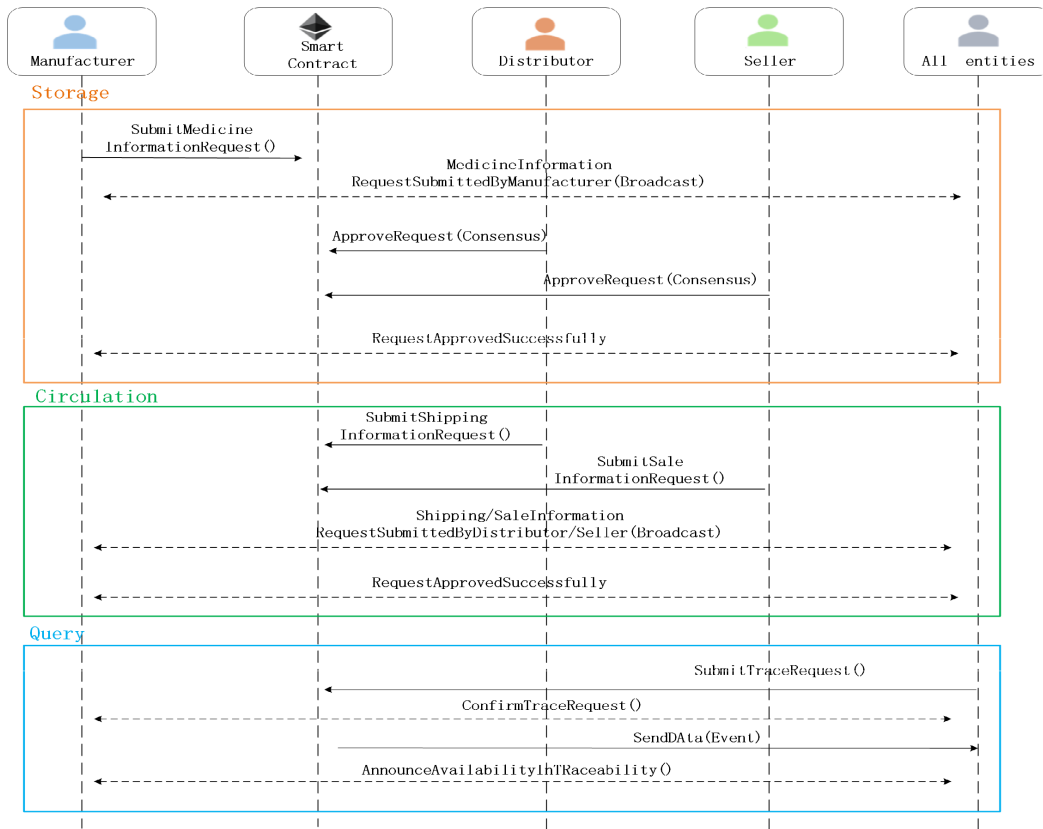 Manufacturer
Smart
Contract
Distributor
Seller
All entities
Storage
SubmitMedicine
InformationRequest()
MedicineInformation
RequestSubmittedByManufacturer(Broadcast)
ApproveRequest(Consensus)
ApproveRequest(Consensus)
RequestApprovedSuccessfully
Circulation
SubmitShipping
InformationRequest()
SubmitSale
InformationRequest()
Shipping/SaleInformation
RequestSubmittedByDistributor/Seller(Broadcast)
RequestApprovedSuccessfully
Query
SubmitTraceRequest()
ConfirmTraceRequest()
SendDAta(Event)
AnnounceAvailabilityInTRaceability()